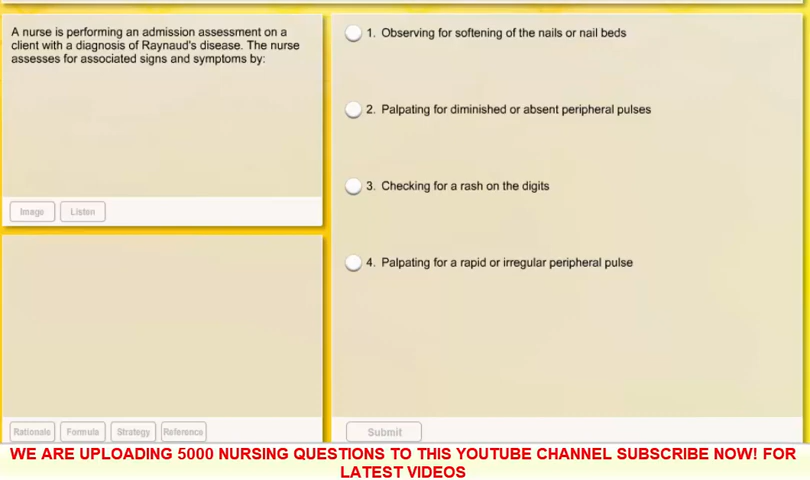 A nurse is performing an admission assessment on a
client with a diagnosis of Raynaud's disease. The nurse
assesses for associated signs and symptoms by:
Image Listen
Rationale Formula Strategy Reference
1. Observing for softening of the nails or nail beds
2. Palpating for diminished or absent peripheral pulses
3. Checking for a rash on the digits
4. Palpating for a rapid or irregular peripheral pulse
Submit
WE ARE UPLOADING 5000 NURSING QUESTIONS TO THIS YOUTUBE CHANNEL SUBSCRIBE NOW! FOR
LATEST VIDEOS